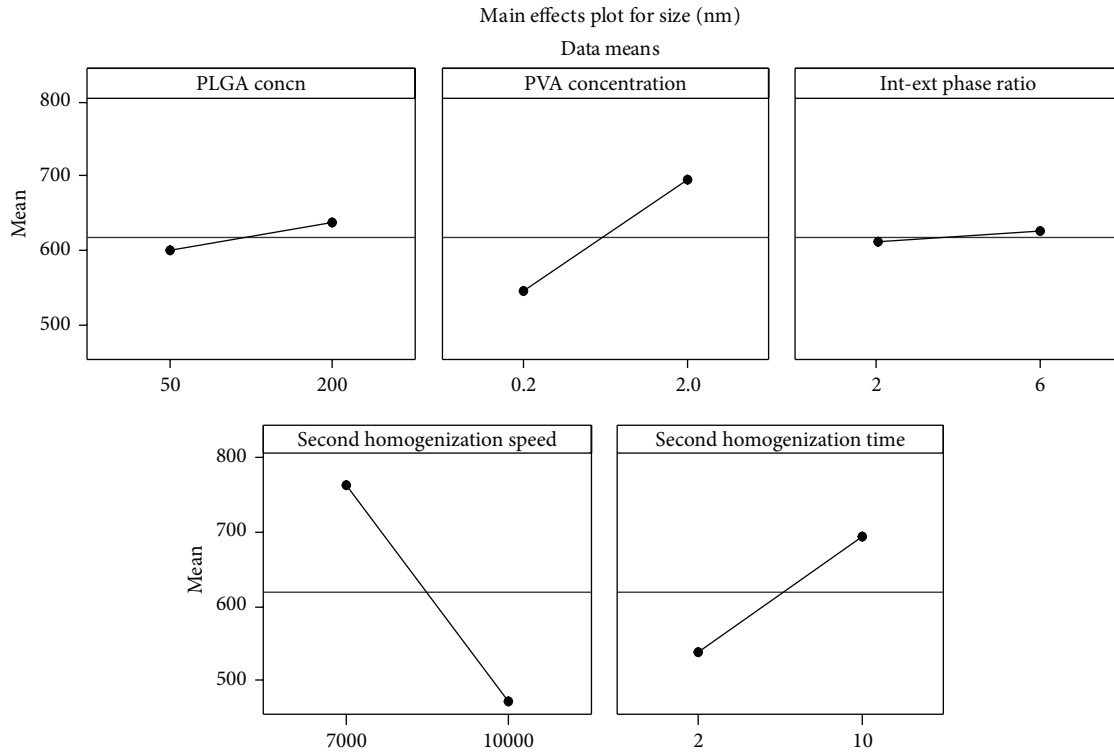 Main effects plot for size (nm)
Data means
PLGA concn
PVA concentration
Int-ext phase ratio
Mean
800
700
600
500
50
200
0.2
2.0
2
6
Second homogenization speed
Second homogenization time
Mean
800
700
600
500
7000
10000
2
10